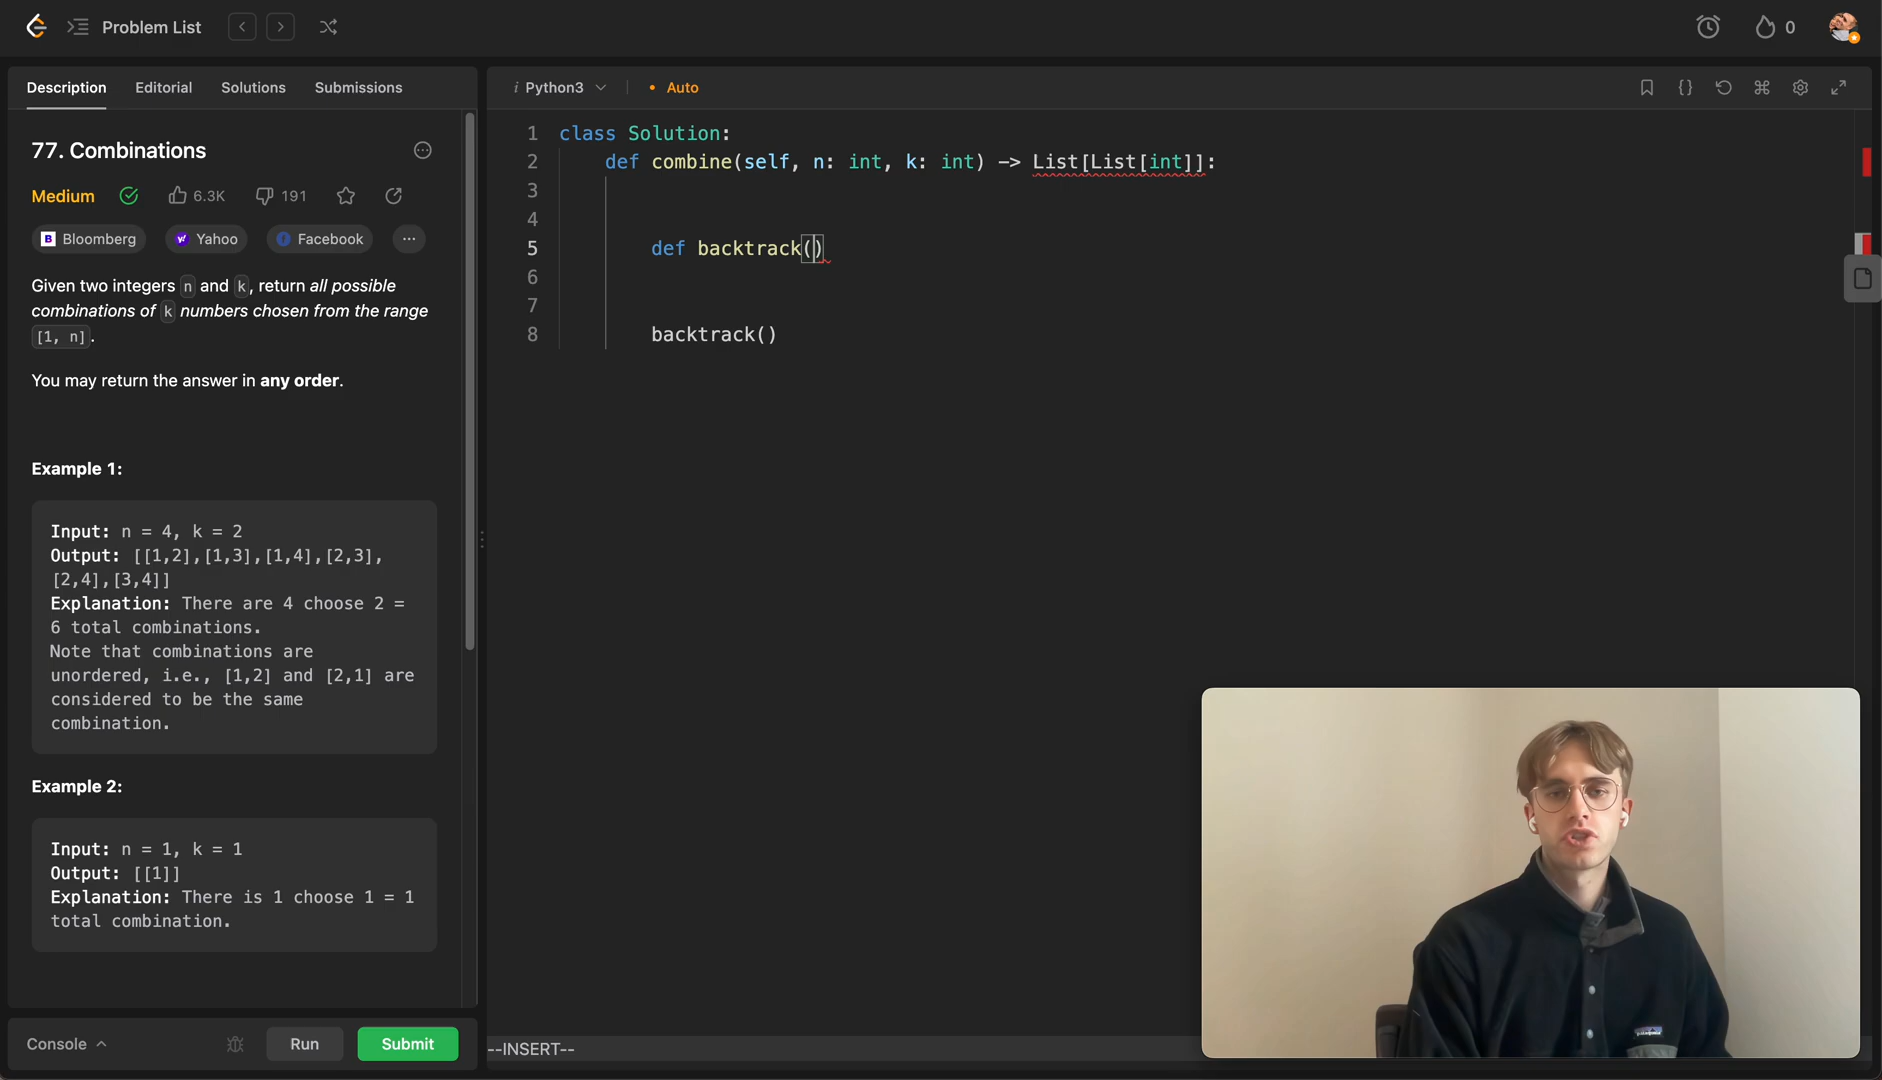 Problem List
0
Description Editorial Solutions Submissions
77. Combinations
Medium 6.3K 191
Bloomberg Yahoo Facebook
Given two integers n and k, return all possible
combinations of k numbers chosen from the range
[1, n].
You may return the answer in any order.
Example 1:
Input: n = 4, k = 2
Output: [[1,2],[1,3],[1,4],[2,3],
[2,4],[3,4]]
Explanation: There are 4 choose 2 =
6 total combinations.
Note that combinations are
unordered, i.e., [1,2] and [2,1] are
considered to be the same
combination.
Example 2:
Input: n = 1, k = 1
Output: [[1]]
Explanation: There is 1 choose 1 = 1
total combination.
Console Run Submit
i Python3 • Auto
1 class Solution:
2 def combine(self, n: int, k: int) -> List[List[int]]:
3
4
5 def backtrack()
6
7
8 backtrack()
--INSERT--
patagonia